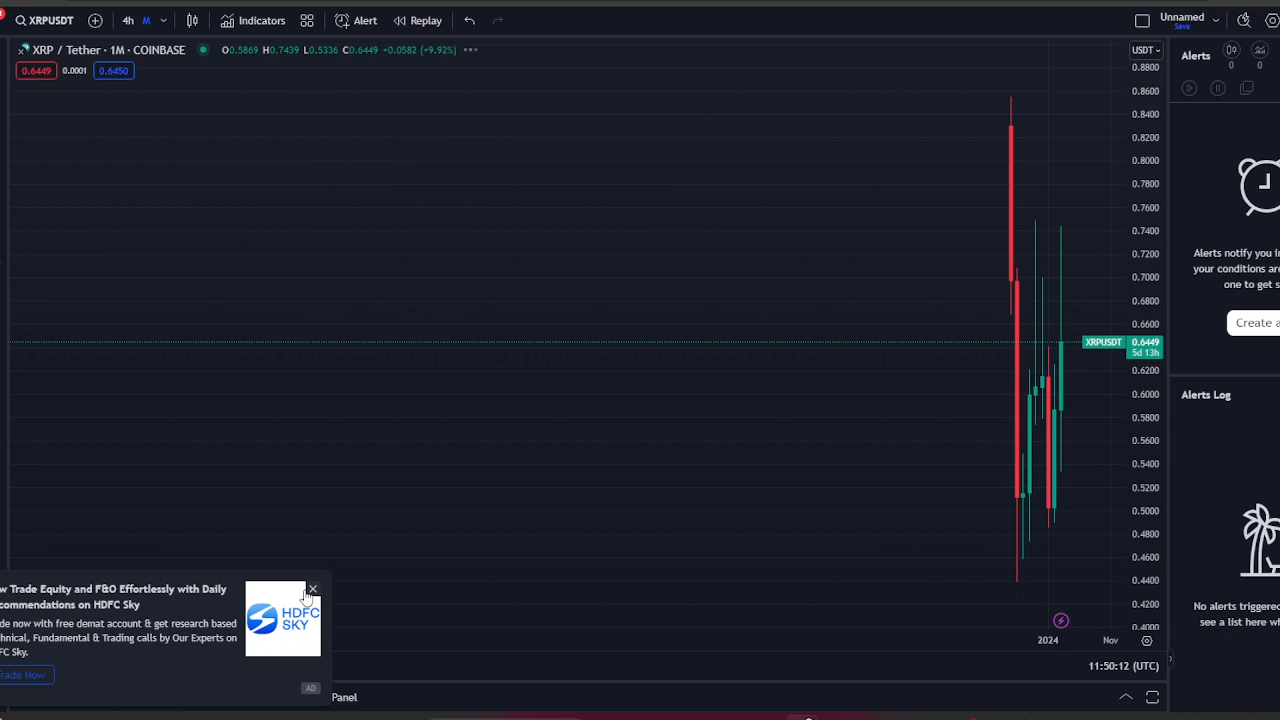 XRPUSDT 4h M Indicators Alert Replay Unnamed
Save
XRP / Tether · 1M · COINBASE O0.5869 H0.7439 L0.5336 C0.6449 +0.0582 (+9.92%) USDT
0.6449 0.0001 0.6450
Alerts
0 0
0.8800
0.8600
0.8400
0.8200
0.8000
0.7800
0.7600
0.7400
0.7200
0.7000
0.6800
0.6600
XRPUSDT 0.6449
5d 13h
0.6200
0.6000
0.5800
0.5600
0.5400
0.5200
0.5000
0.4800
0.4600
0.4400
0.4200
0.4000
2024 Nov
11:50:12 (UTC)
Alerts notify you i
your conditions are
one to get s
Create a
Alerts Log
No alerts triggered
see a list here w
w Trade Equity and F&O Effortlessly with Daily
commendations on HDFC Sky
de now with free demat account & get research based
hnical, Fundamental & Trading calls by Our Experts on
FC Sky.
Trade Now
HDFC
SKY
AD
Panel